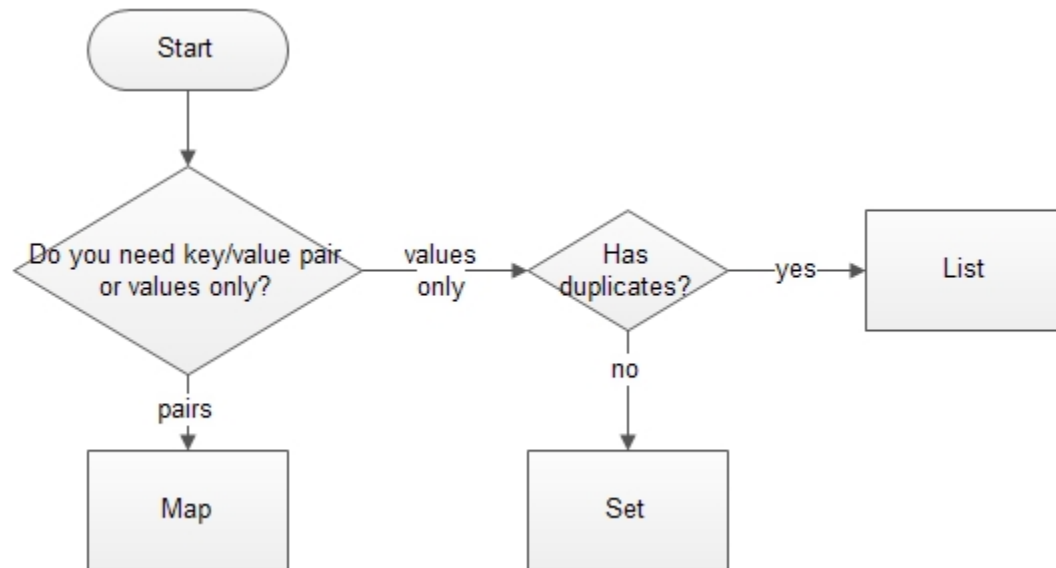 Start
Do you need key/value pair
or values only?
values
only
Has
duplicates?
yes
List
pairs
no
Map
Set